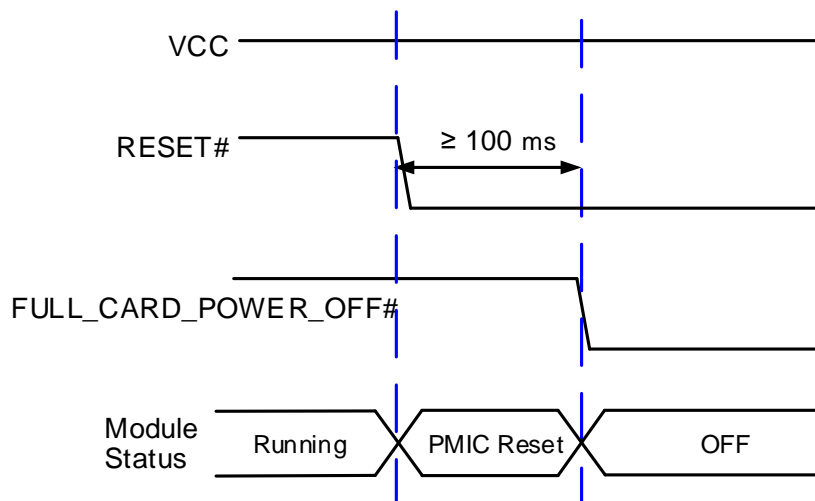 VCC
RESET#
≥ 100 ms
FULL_CARD_POWER_OFF#
Module
Status
Running
PMIC Reset
OFF